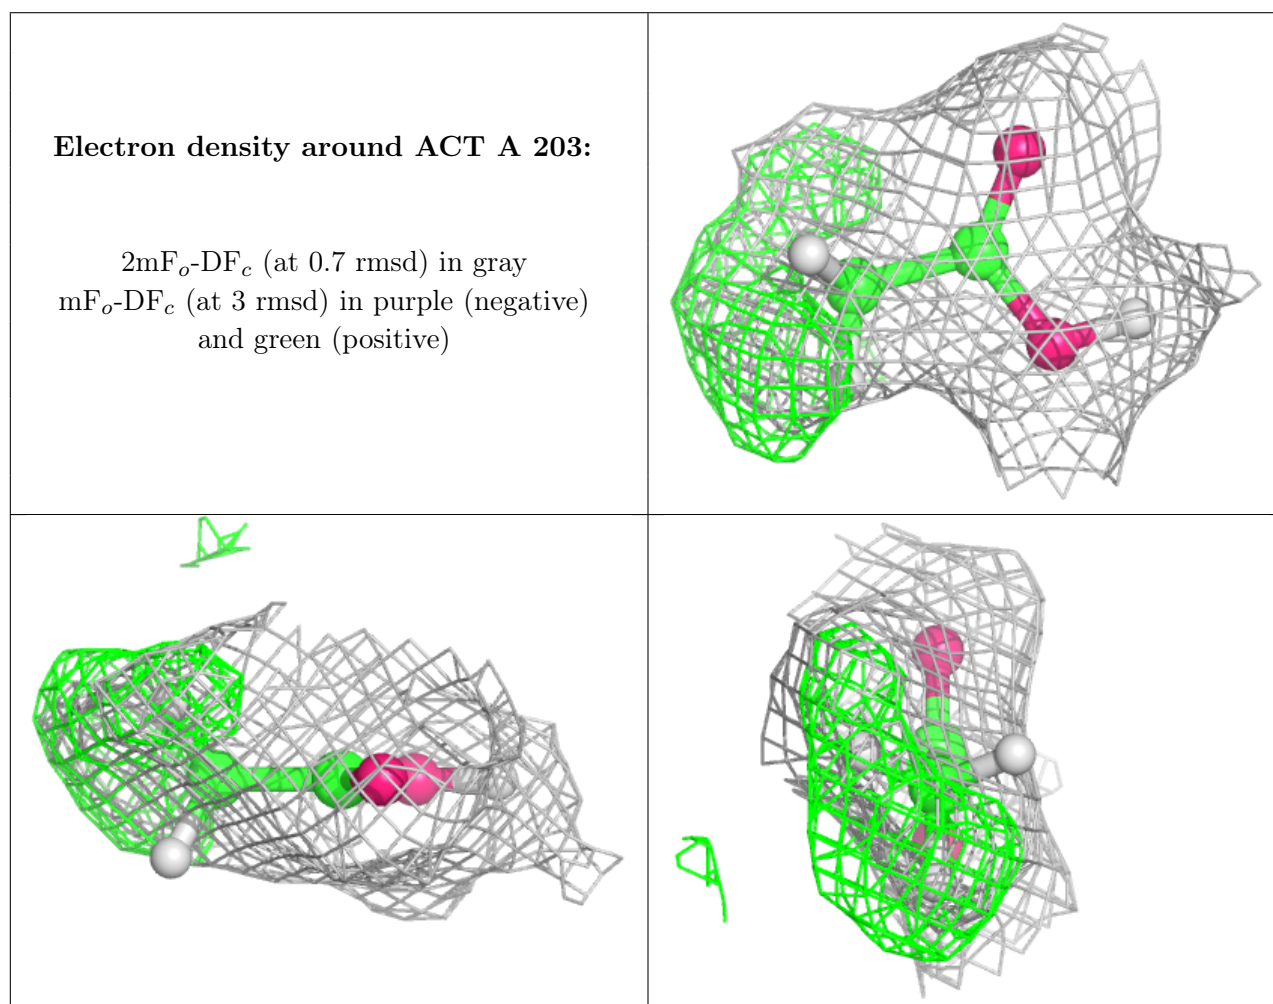 Electron density around ACT A 203:
2mFo-DFc (at 0.7 rmsd) in gray
mFo-DFc (at 3 rmsd) in purple (negative)
and green (positive)